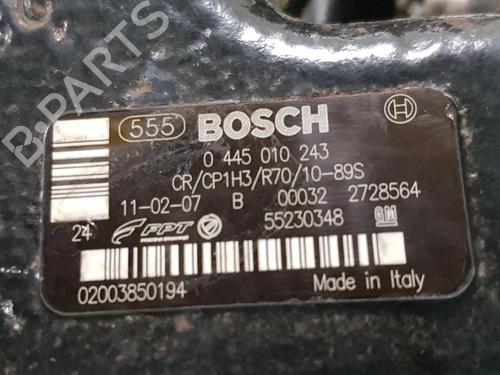 B-PARTS
555 BOSCH
0 445 010 243
CR/CP1H3/R70/10-89S
11-02-07 B 00032 2728564
24 FPT 55230348 GM
02003850194 Made in Italy